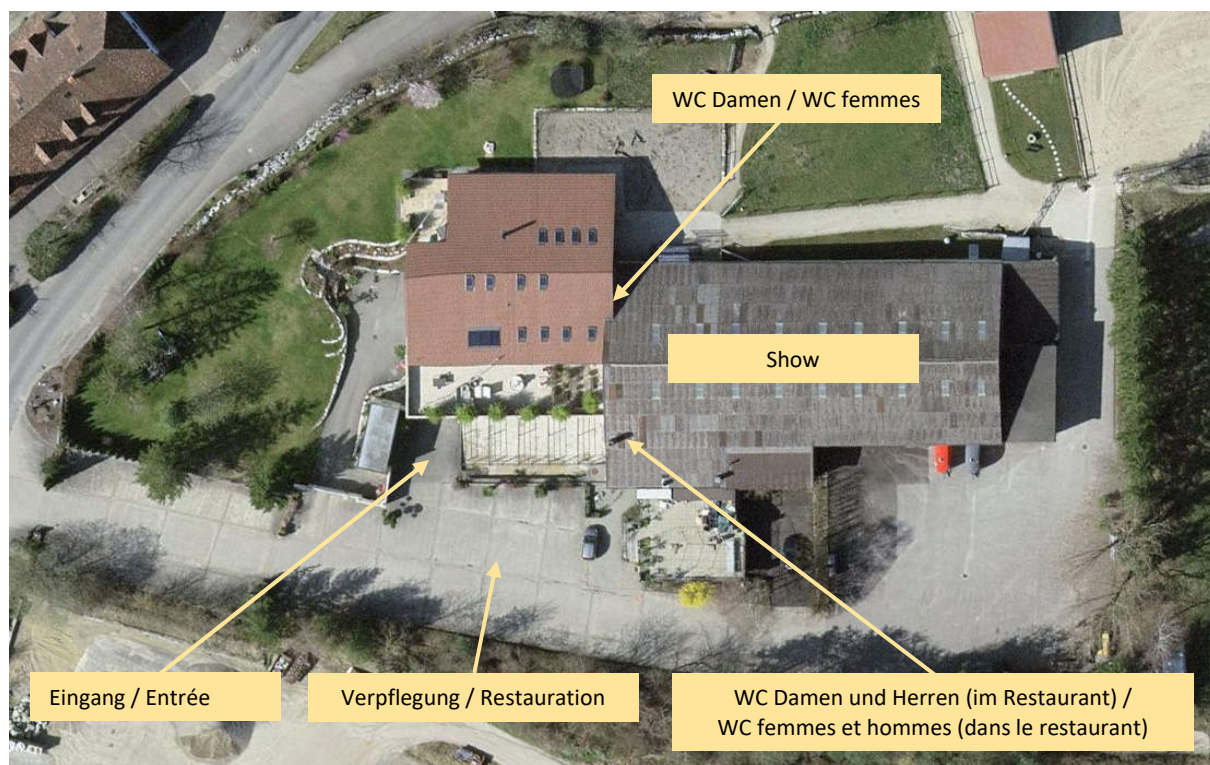 WC Damen / WC femmes
Show
Eingang / Entrée
Verpflegung / Restauration
WC Damen und Herren (im Restaurant) /
WC femmes et hommes (dans le restaurant)